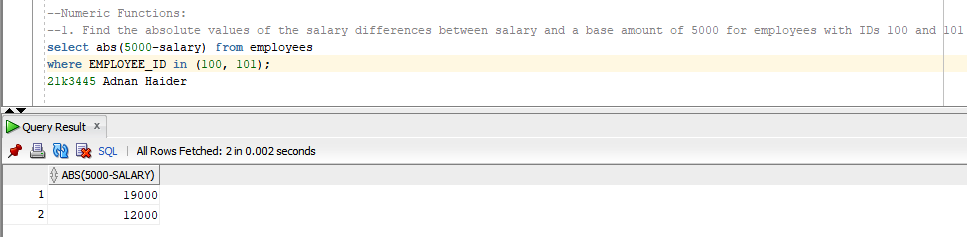 --Numeric Functions:
--1. Find the absolute values of the salary differences between salary and a base amount of 5000 for employees with IDs 100 and 101
select abs(5000-salary) from employees
where EMPLOYEE_ID in (100, 101);
21k3445 Adnan Haider
Query Result x
SQL | All Rows Fetched: 2 in 0.002 seconds
ABS(5000-SALARY)
1 19000
2 12000